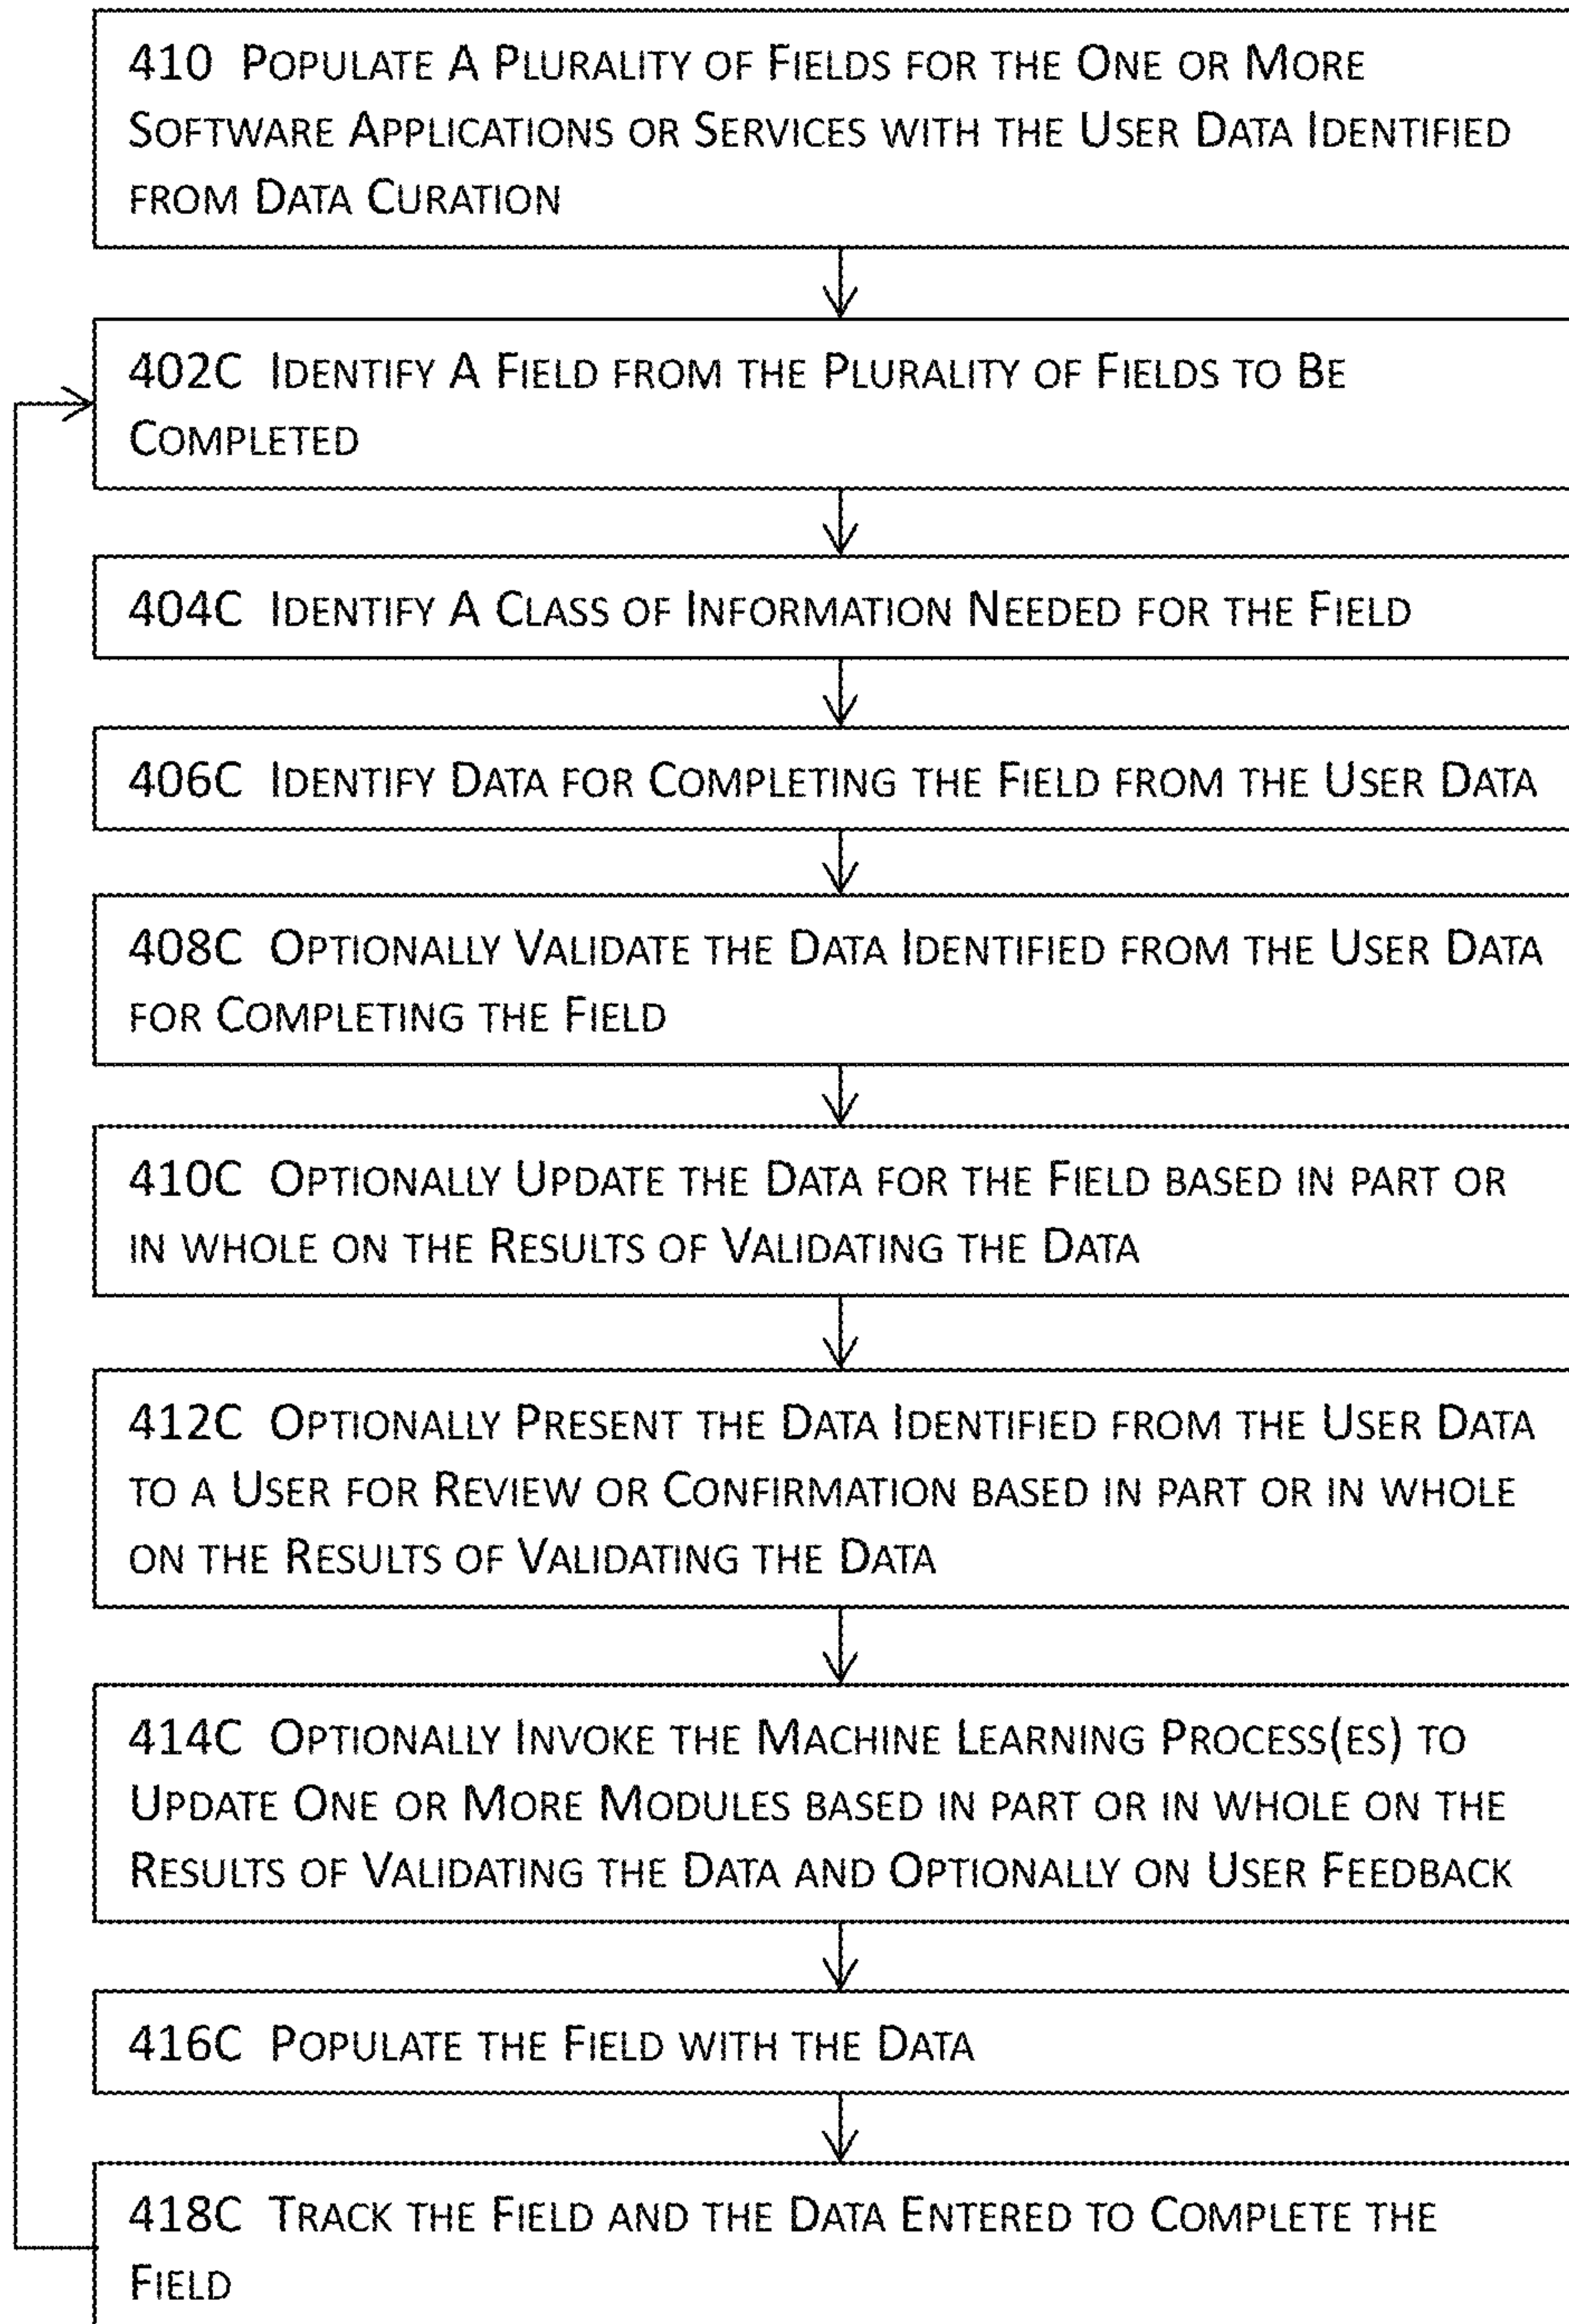 410 Populate A Plurality of Fields for the One or More
Software Applications or Services with the User Data Identified
from Data Curation
402C Identify A Field from the Plurality of Fields to Be
Completed
404C Identify A Class of Information Needed for the Field
406C Identify Data for Completing the Field from the User Data
408C Optionally Validate the Data Identified from the User Data
for Completing the Field
410C Optionally Update the Data for the Field based in part or
in whole on the Results of Validating the Data
412C Optionally Present the Data Identified from the User Data
to a User for Review or Confirmation based in part or in whole
on the Results of Validating the Data
414C Optionally Invoke the Machine Learning Process(es) to
Update One or More Modules based in part or in whole on the
Results of Validating the Data and Optionally on User Feedback
416C Populate the Field with the Data
418C Track the Field and the Data Entered to Complete the
Field